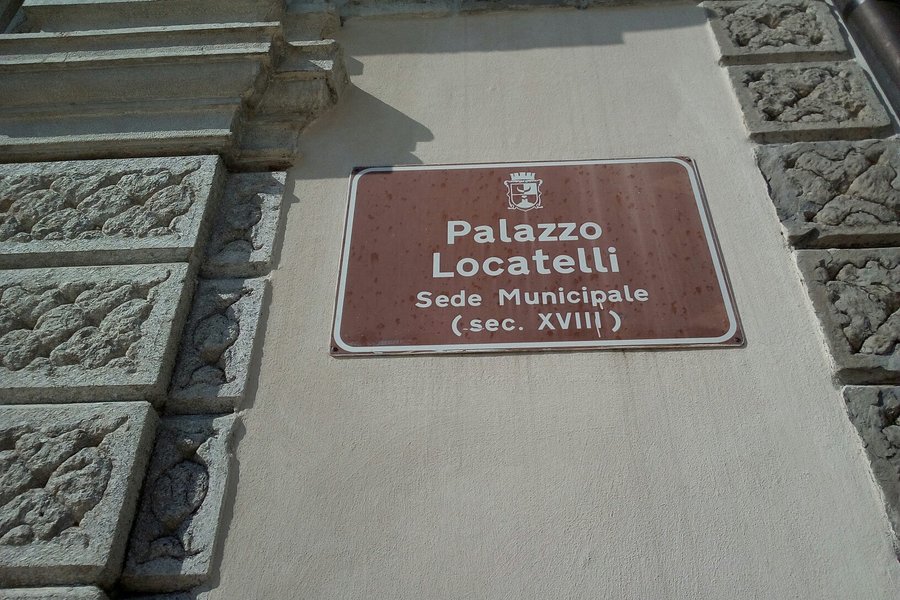 Palazzo
Locatelli
Sede Municipale
(sec. XVIII)